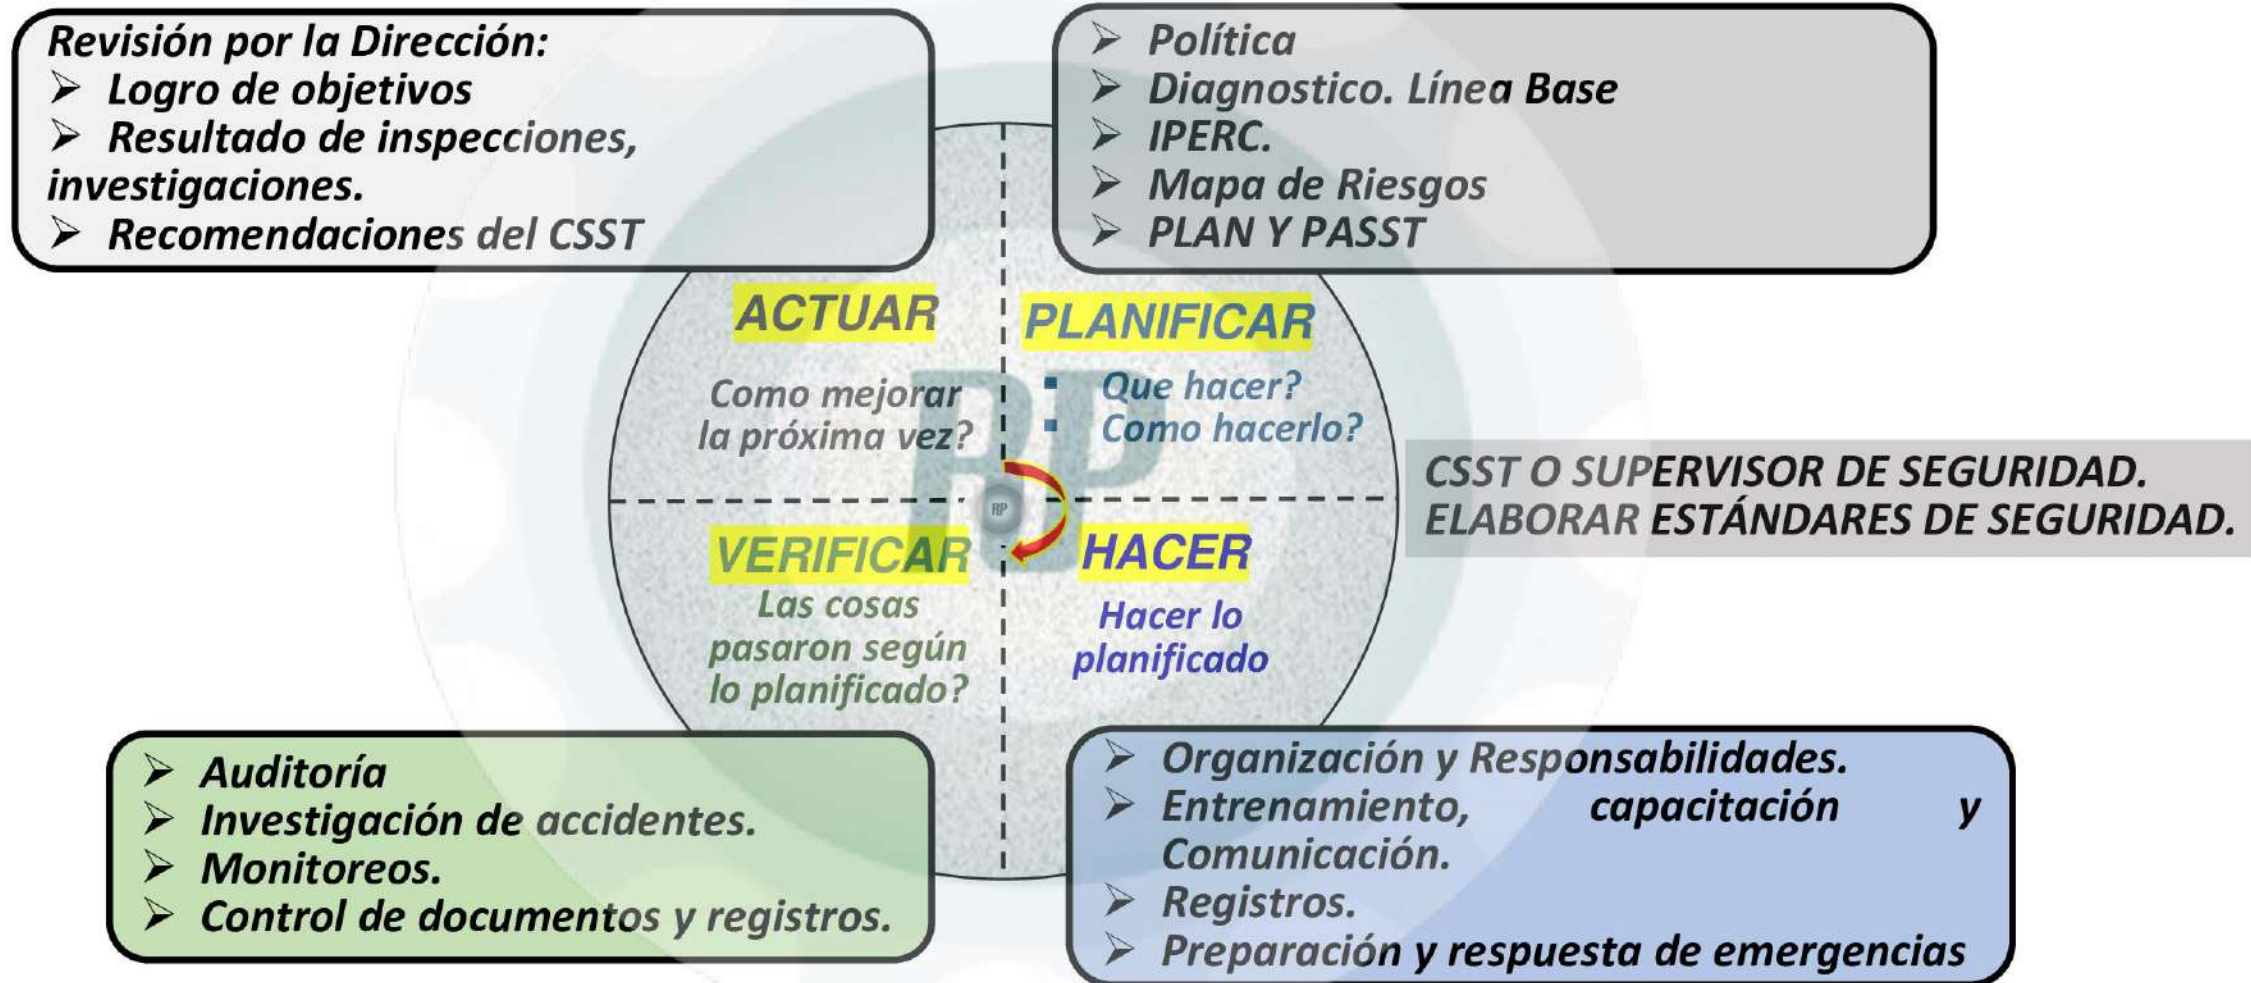 Revisión por la Dirección:
➢ Logro de objetivos
➢ Resultado de inspecciones,
investigaciones.
➢ Recomendaciones del CSST
➢ Política
➢ Diagnostico. Línea Base
➢ IPERC.
➢ Mapa de Riesgos
➢ PLAN Y PASST
ACTUAR
Como mejorar
la próxima vez?
PLANIFICAR
▪ Que hacer?
▪ Como hacerlo?
RP
RP
CSST O SUPERVISOR DE SEGURIDAD.
ELABORAR ESTÁNDARES DE SEGURIDAD.
VERIFICAR
Las cosas
pasaron según
lo planificado?
HACER
Hacer lo
planificado
➢ Auditoría
➢ Investigación de accidentes.
➢ Monitoreos.
➢ Control de documentos y registros.
➢ Organización y Responsabilidades.
➢ Entrenamiento, capacitación y
Comunicación.
➢ Registros.
➢ Preparación y respuesta de emergencias